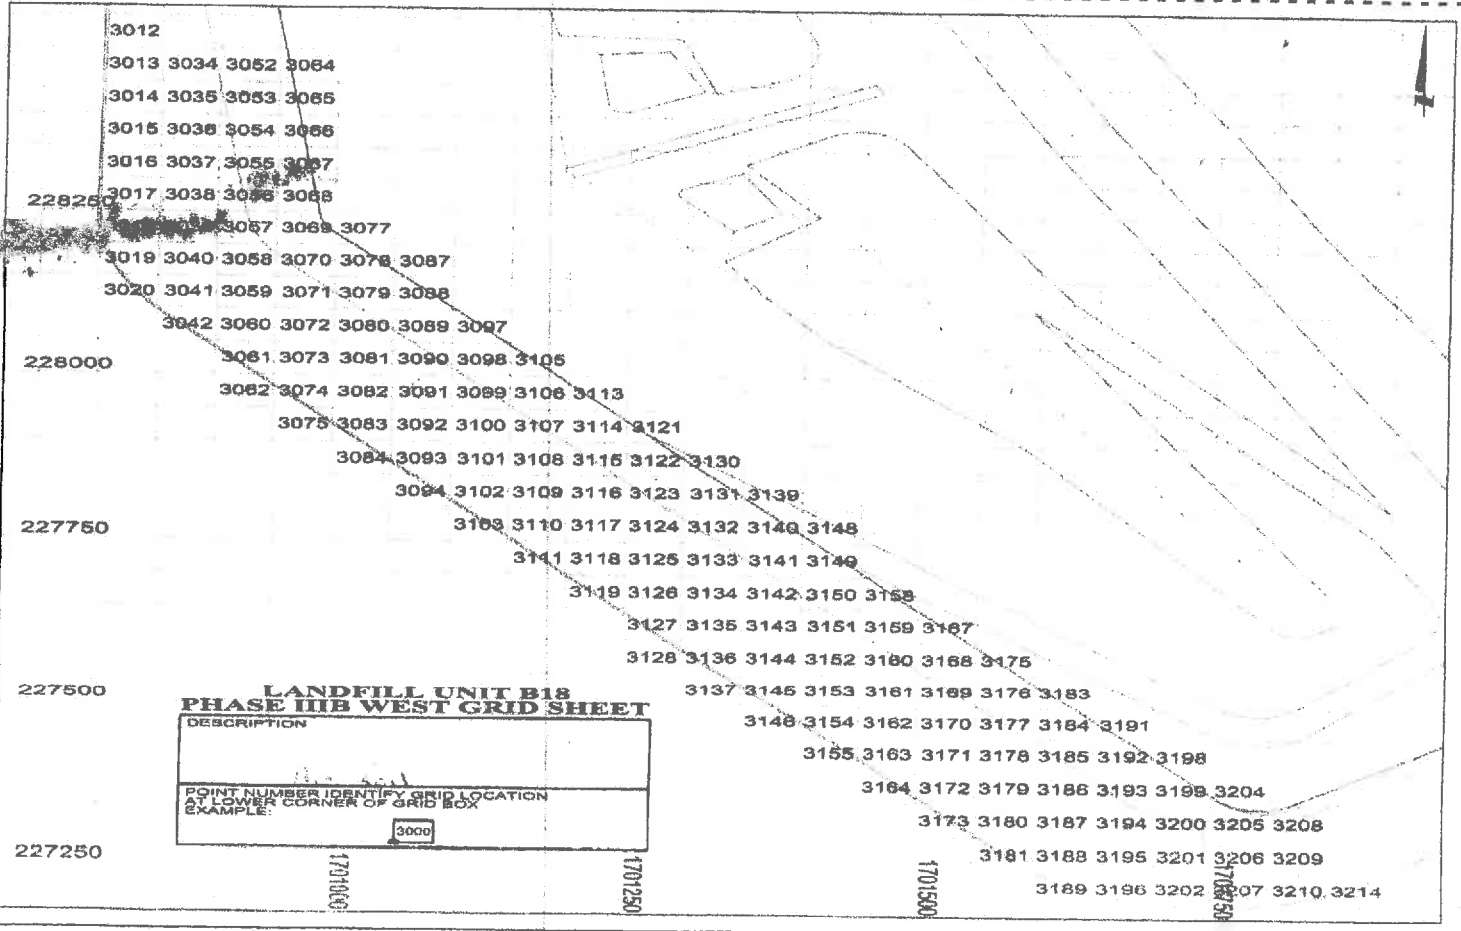 3012
3013 3034 3052 3064
3014 3035 3053 3065
3015 3036 3054 3066
3016 3037 3055 3067
228250 3017 3038 3056 3068
3057 3069 3077
3019 3040 3058 3070 3078 3087
3020 3041 3059 3071 3079 3088
3042 3060 3072 3080 3089 3097
228000 3061 3073 3081 3090 3098 3105
3062 3074 3082 3091 3099 3106 3113
3075 3083 3092 3100 3107 3114 3121
3084 3093 3101 3108 3115 3122 3130
3094 3102 3109 3116 3123 3131 3139
227750 3103 3110 3117 3124 3132 3140 3148
3111 3118 3125 3133 3141 3149
3119 3126 3134 3142 3150 3158
3127 3135 3143 3151 3159 3167
3128 3136 3144 3152 3160 3168 3175
227500 3137 3145 3153 3161 3169 3176 3183
LANDFILL UNIT B18
PHASE IIIB WEST GRID SHEET
3146 3154 3162 3170 3177 3184 3191
DESCRIPTION
3155 3163 3171 3178 3185 3192 3198
3164 3172 3179 3186 3193 3199 3204
POINT NUMBER IDENTIFY GRID LOCATION
AT LOWER CORNER OF GRID BOX
EXAMPLE:
3000
3173 3180 3187 3194 3200 3205 3208
227250 3181 3188 3195 3201 3206 3209
3189 3196 3202 3207 3210 3214
1701000
1701250
1701500
1701750